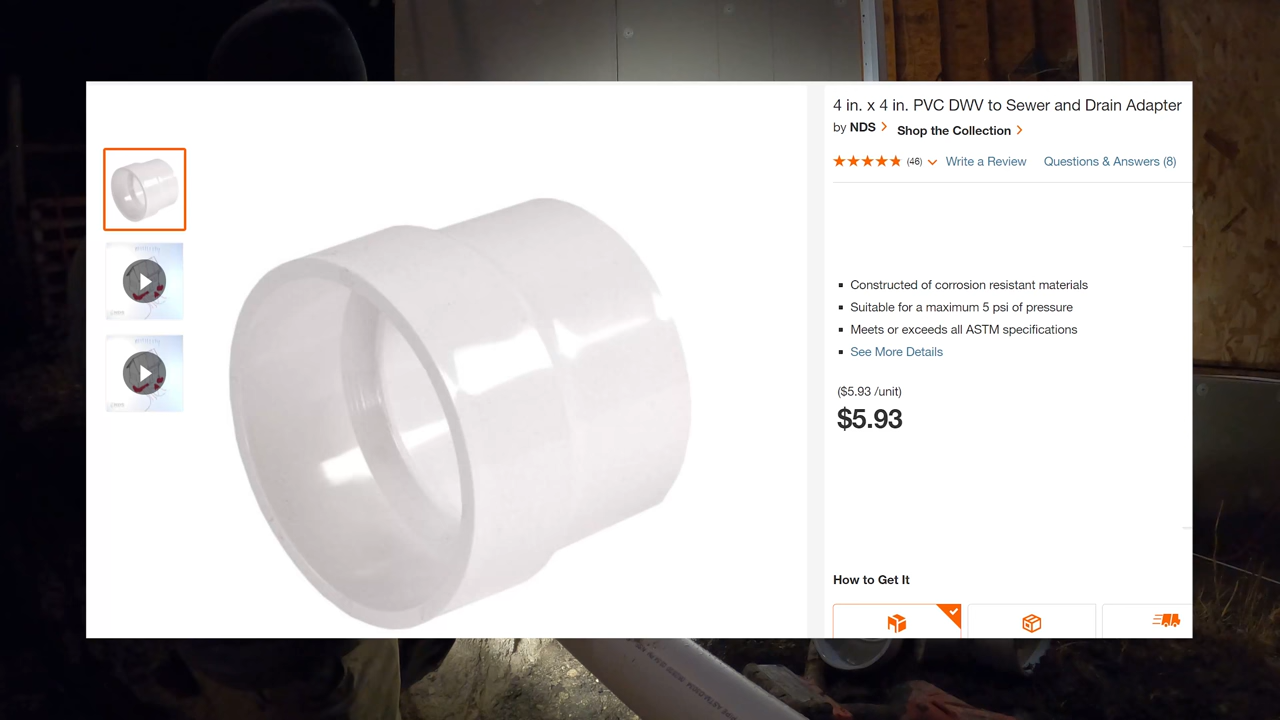 4 in. x 4 in. PVC DWV to Sewer and Drain Adapter
by NDS Shop the Collection
(46) Write a Review Questions & Answers (8)
Constructed of corrosion resistant materials
Suitable for a maximum 5 psi of pressure
Meets or exceeds all ASTM specifications
See More Details
($5.93 /unit)
$5.93
How to Get It